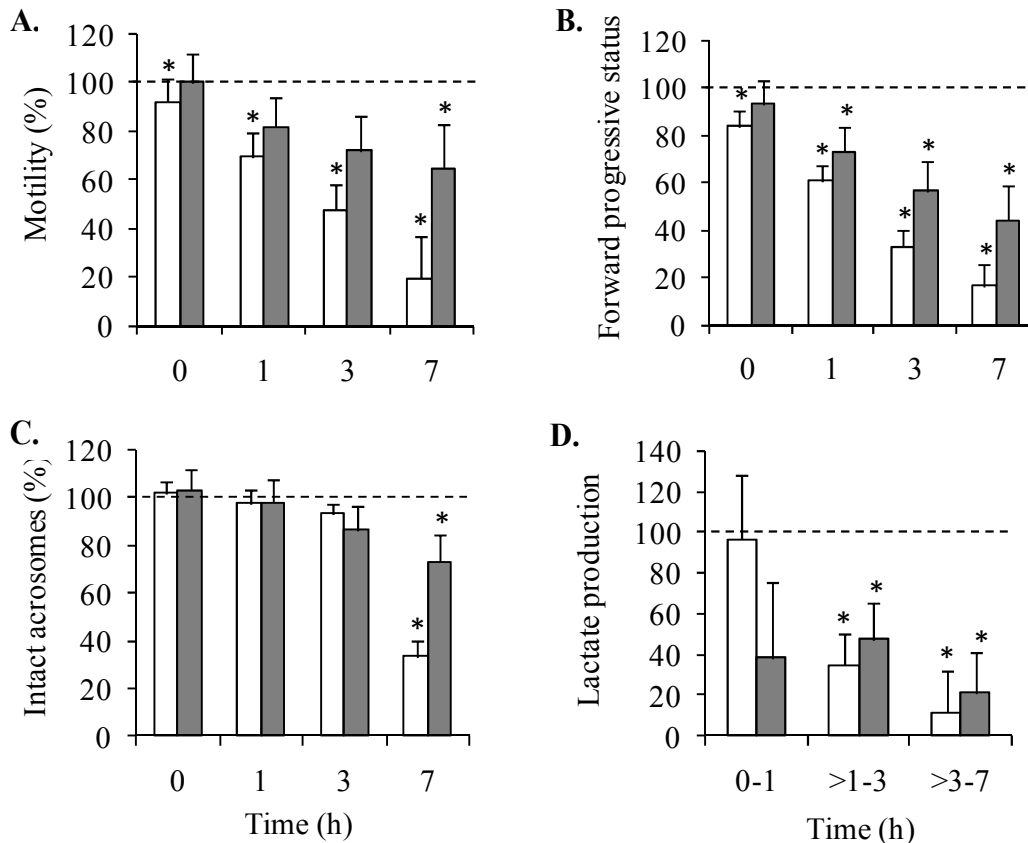 A.
Motility (%)
120
100
80
60
40
20
0
* * * * *
0 1 3 7
B.
Forward progressive status
120
100
80
60
40
20
0
* * * * * * *
0 1 3 7
C.
Intact acrosomes (%)
120
100
80
60
40
20
0
* *
0 1 3 7
Time (h)
D.
Lactate production
140
120
100
80
60
40
20
0
* * * *
0-1 >1-3 >3-7
Time (h)